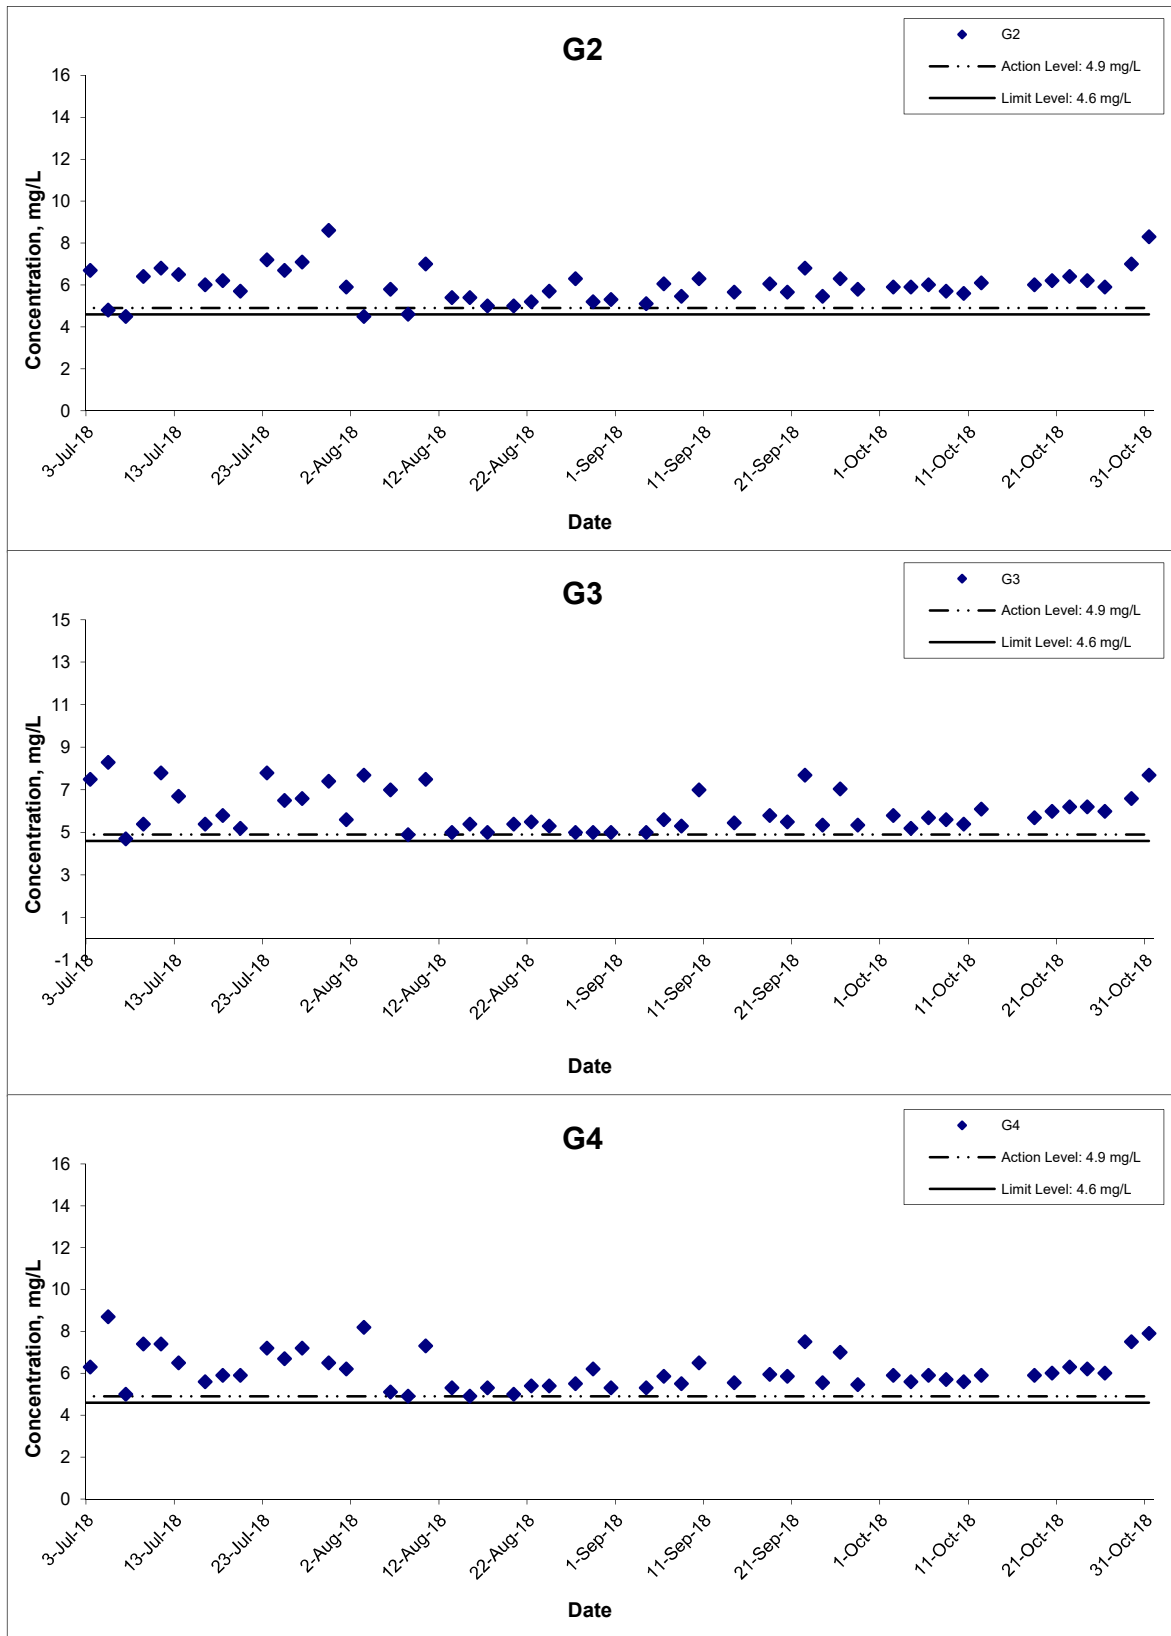 G2
G2
Action Level: 4.9 mg/L
Limit Level: 4.6 mg/L
Concentration, mg/L
16
14
12
10
8
6
4
2
0
3-Jul-18
13-Jul-18
23-Jul-18
2-Aug-18
12-Aug-18
22-Aug-18
1-Sep-18
11-Sep-18
21-Sep-18
1-Oct-18
11-Oct-18
21-Oct-18
31-Oct-18
Date
G3
G3
Action Level: 4.9 mg/L
Limit Level: 4.6 mg/L
Concentration, mg/L
15
13
11
9
7
5
3
1
-1
3-Jul-18
13-Jul-18
23-Jul-18
2-Aug-18
12-Aug-18
22-Aug-18
1-Sep-18
11-Sep-18
21-Sep-18
1-Oct-18
11-Oct-18
21-Oct-18
31-Oct-18
Date
G4
G4
Action Level: 4.9 mg/L
Limit Level: 4.6 mg/L
Concentration, mg/L
16
14
12
10
8
6
4
2
0
3-Jul-18
13-Jul-18
23-Jul-18
2-Aug-18
12-Aug-18
22-Aug-18
1-Sep-18
11-Sep-18
21-Sep-18
1-Oct-18
11-Oct-18
21-Oct-18
31-Oct-18
Date